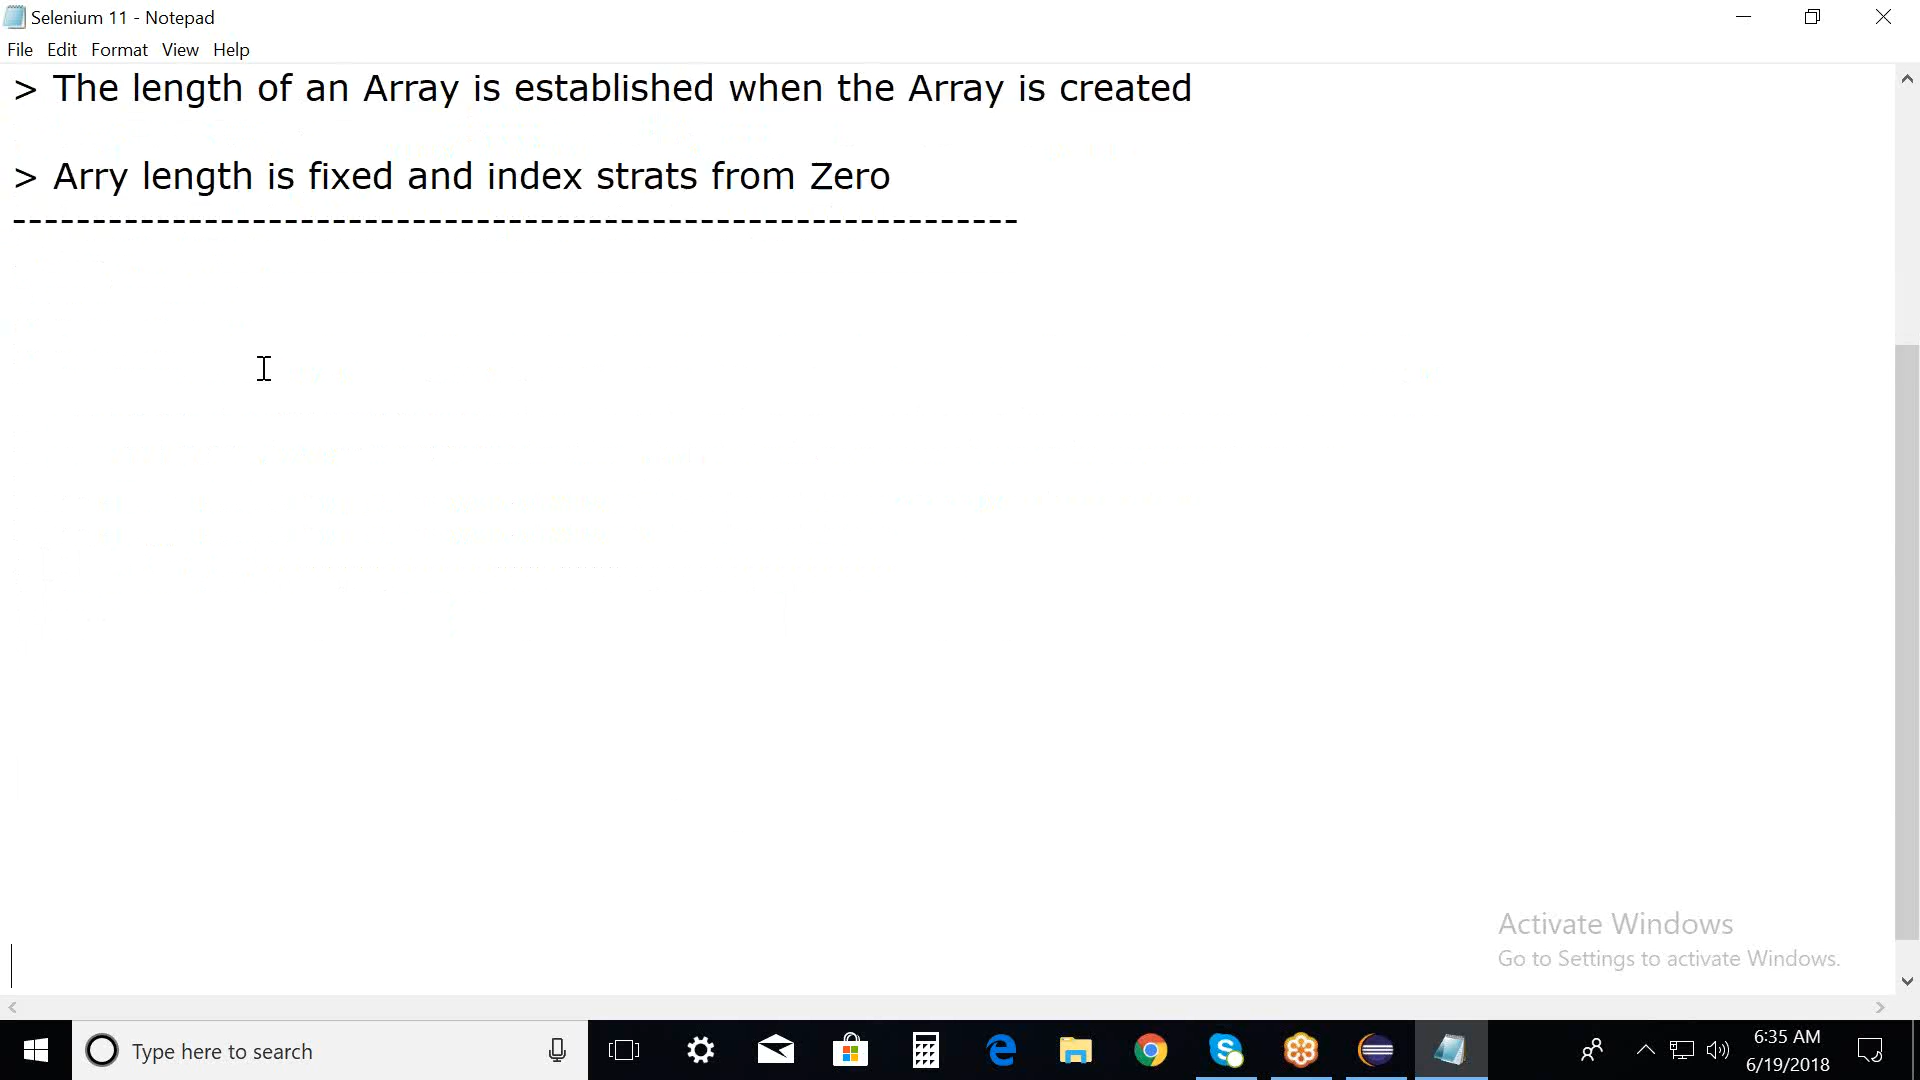 Selenium 11 - Notepad
File Edit Format View Help
> The length of an Array is established when the Array is created
> Arry length is fixed and index strats from Zero
---------------------------------------------------------------
Activate Windows
Go to Settings to activate Windows.
Type here to search
6:35 AM
6/19/2018